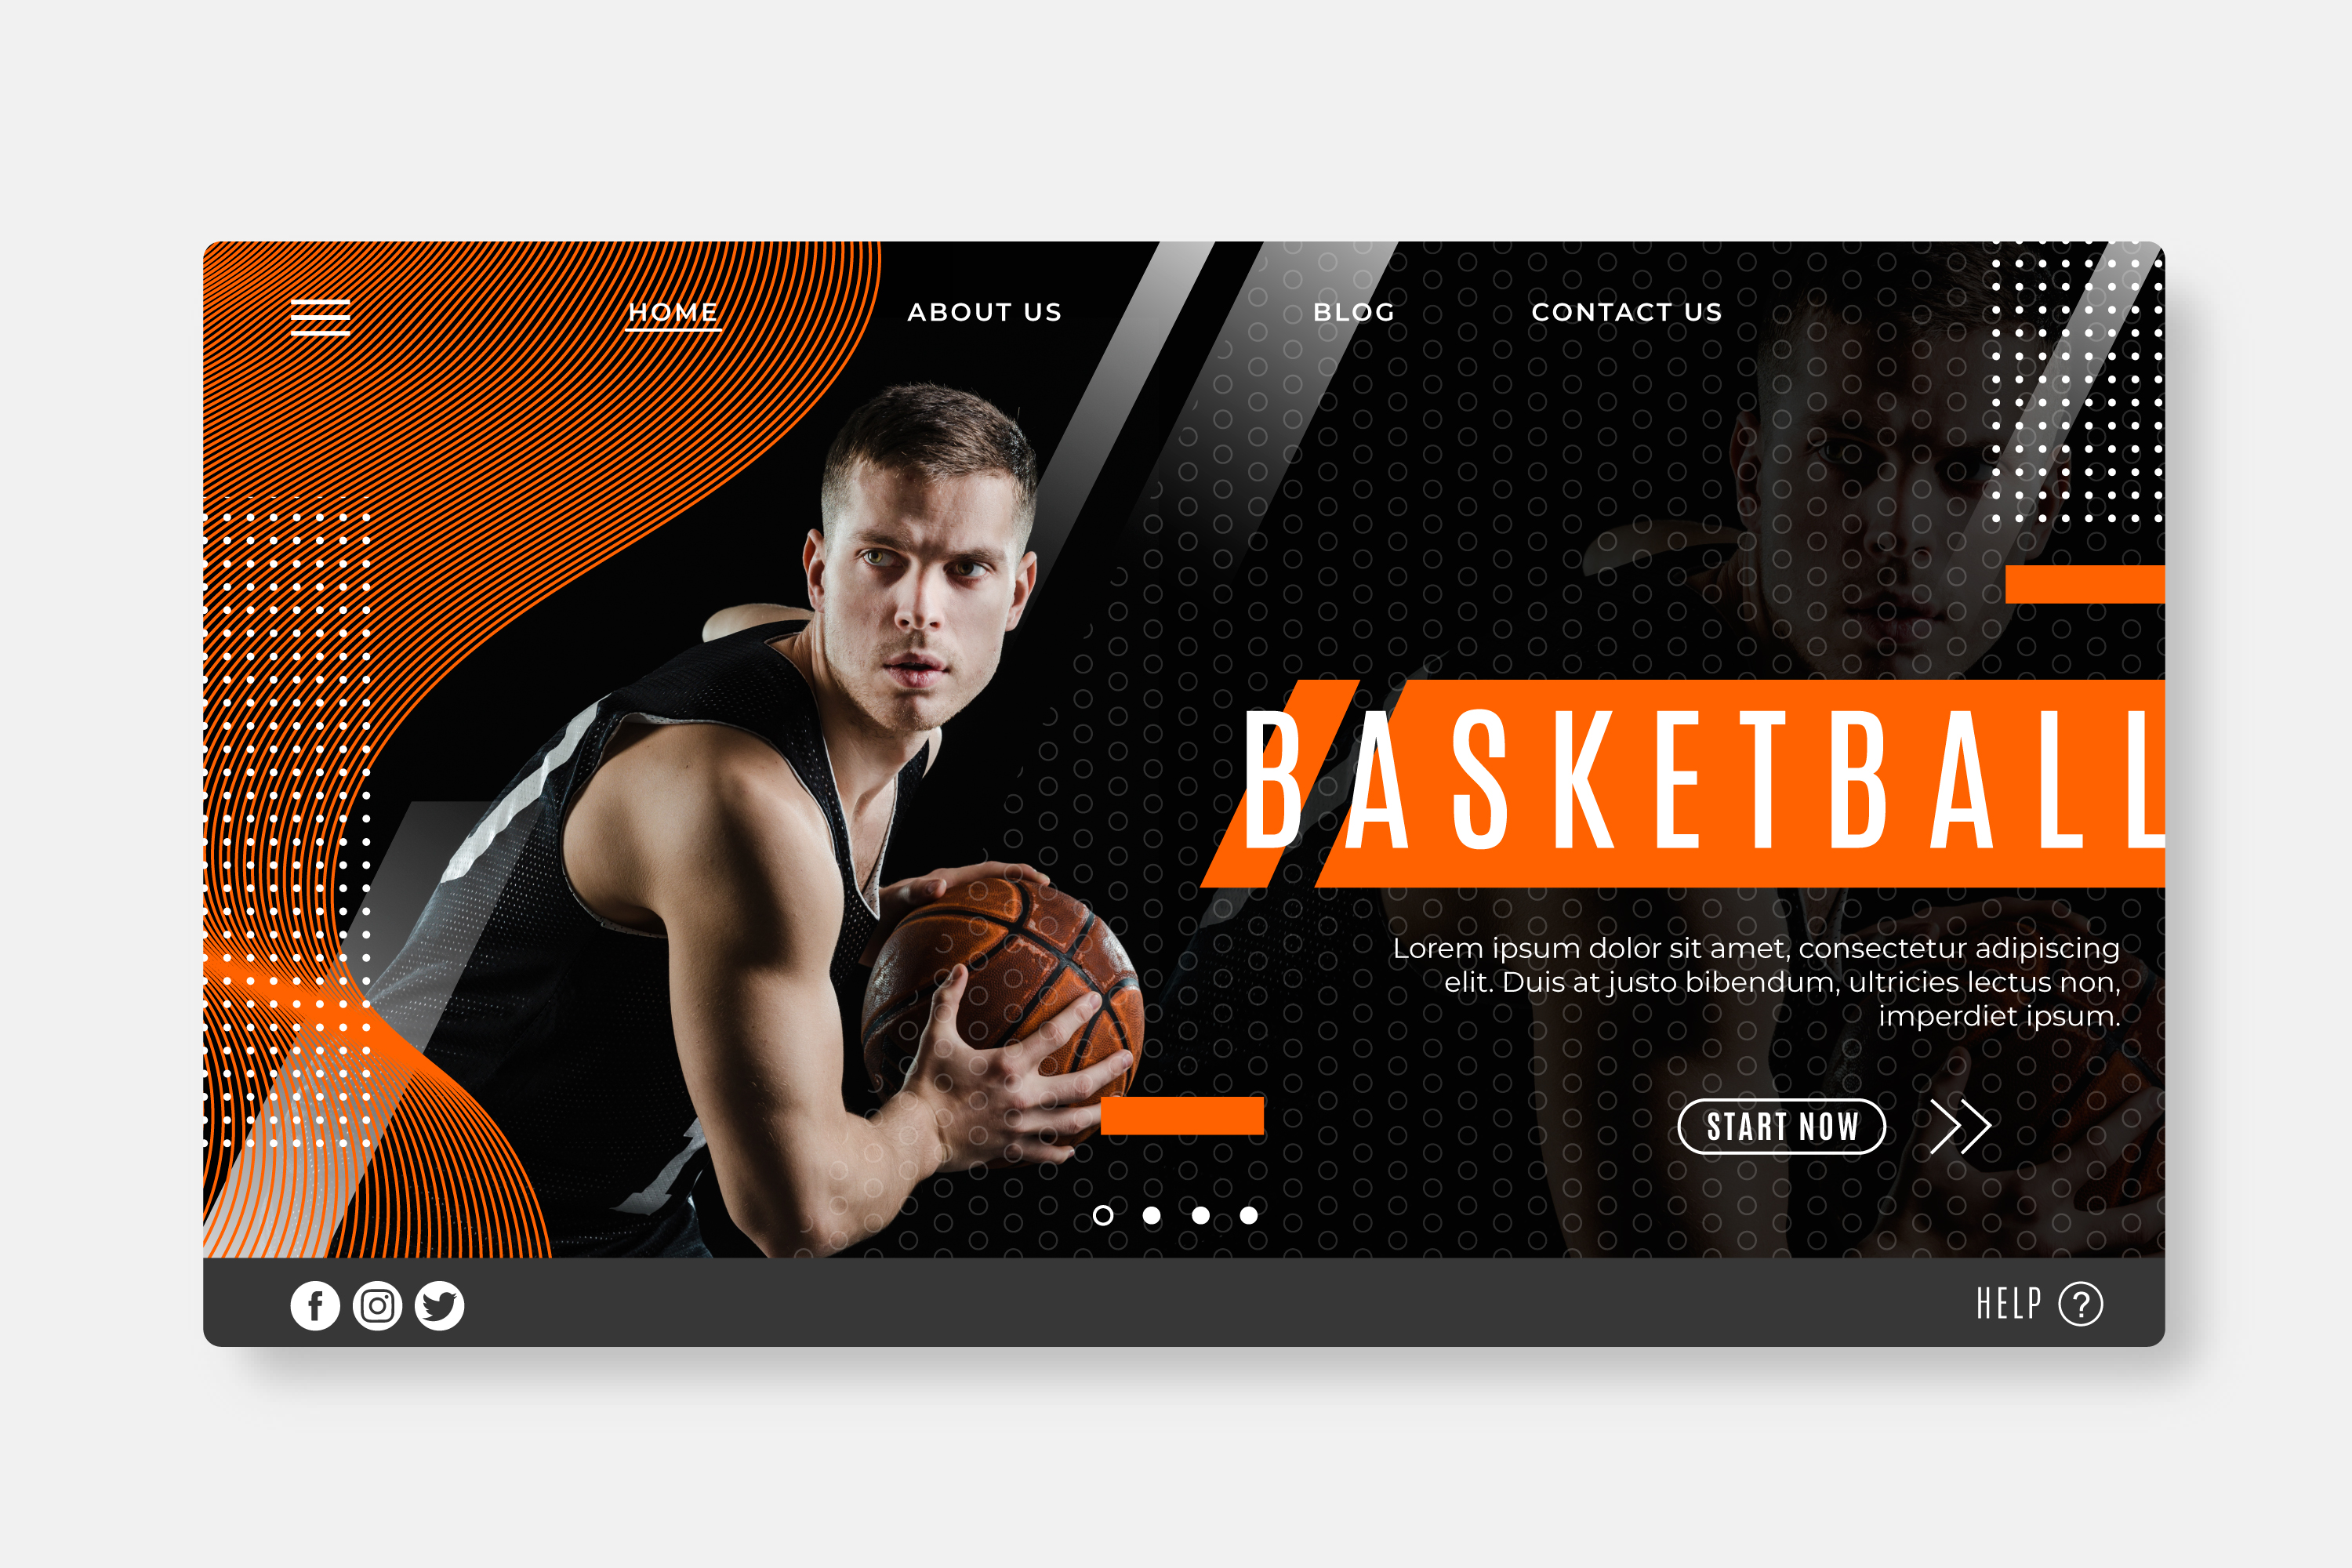 HOME ABOUT US BLOG CONTACT US
BASKETBALL
Lorem ipsum dolor sit amet, consectetur adipiscing
elit. Duis at justo bibendum, ultricies lectus non,
imperdiet ipsum.
START NOW
HELP ?